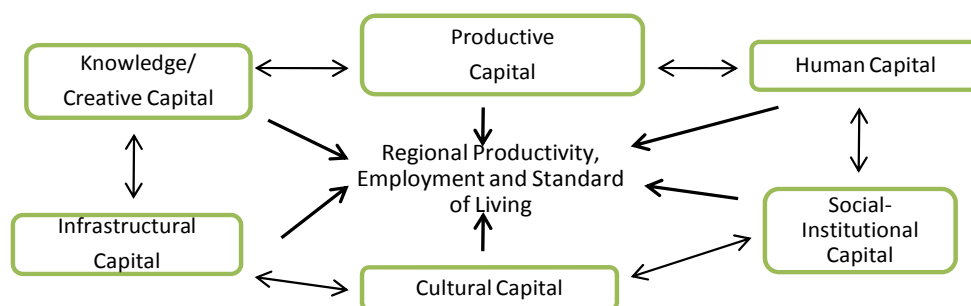 Productive
Capital
Knowledge/
Creative Capital
Human Capital
Regional Productivity,
Employment and Standard
of Living
Infrastructural
Capital
Social-
Institutional
Capital
Cultural Capital